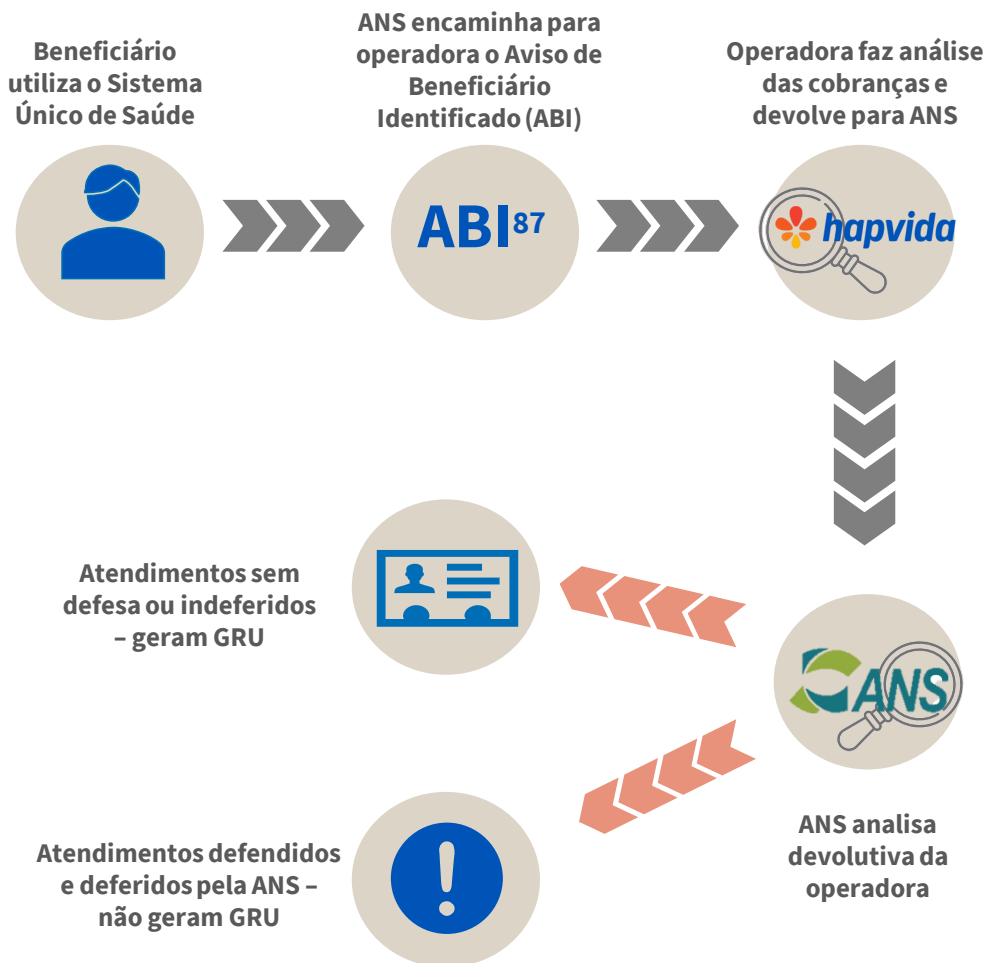 Beneficiário
utiliza o Sistema
Único de Saúde
ANS encaminha para
operadora o Aviso de
Beneficiário
Identificado (ABI)
Operadora faz análise
das cobranças e
devolve para ANS
ABI⁸⁷
hapvida
Atendimentos sem
defesa ou indeferidos
– geram GRU
ANS
ANS analisa
devolutiva da
operadora
Atendimentos defendidos
e deferidos pela ANS –
não geram GRU
!